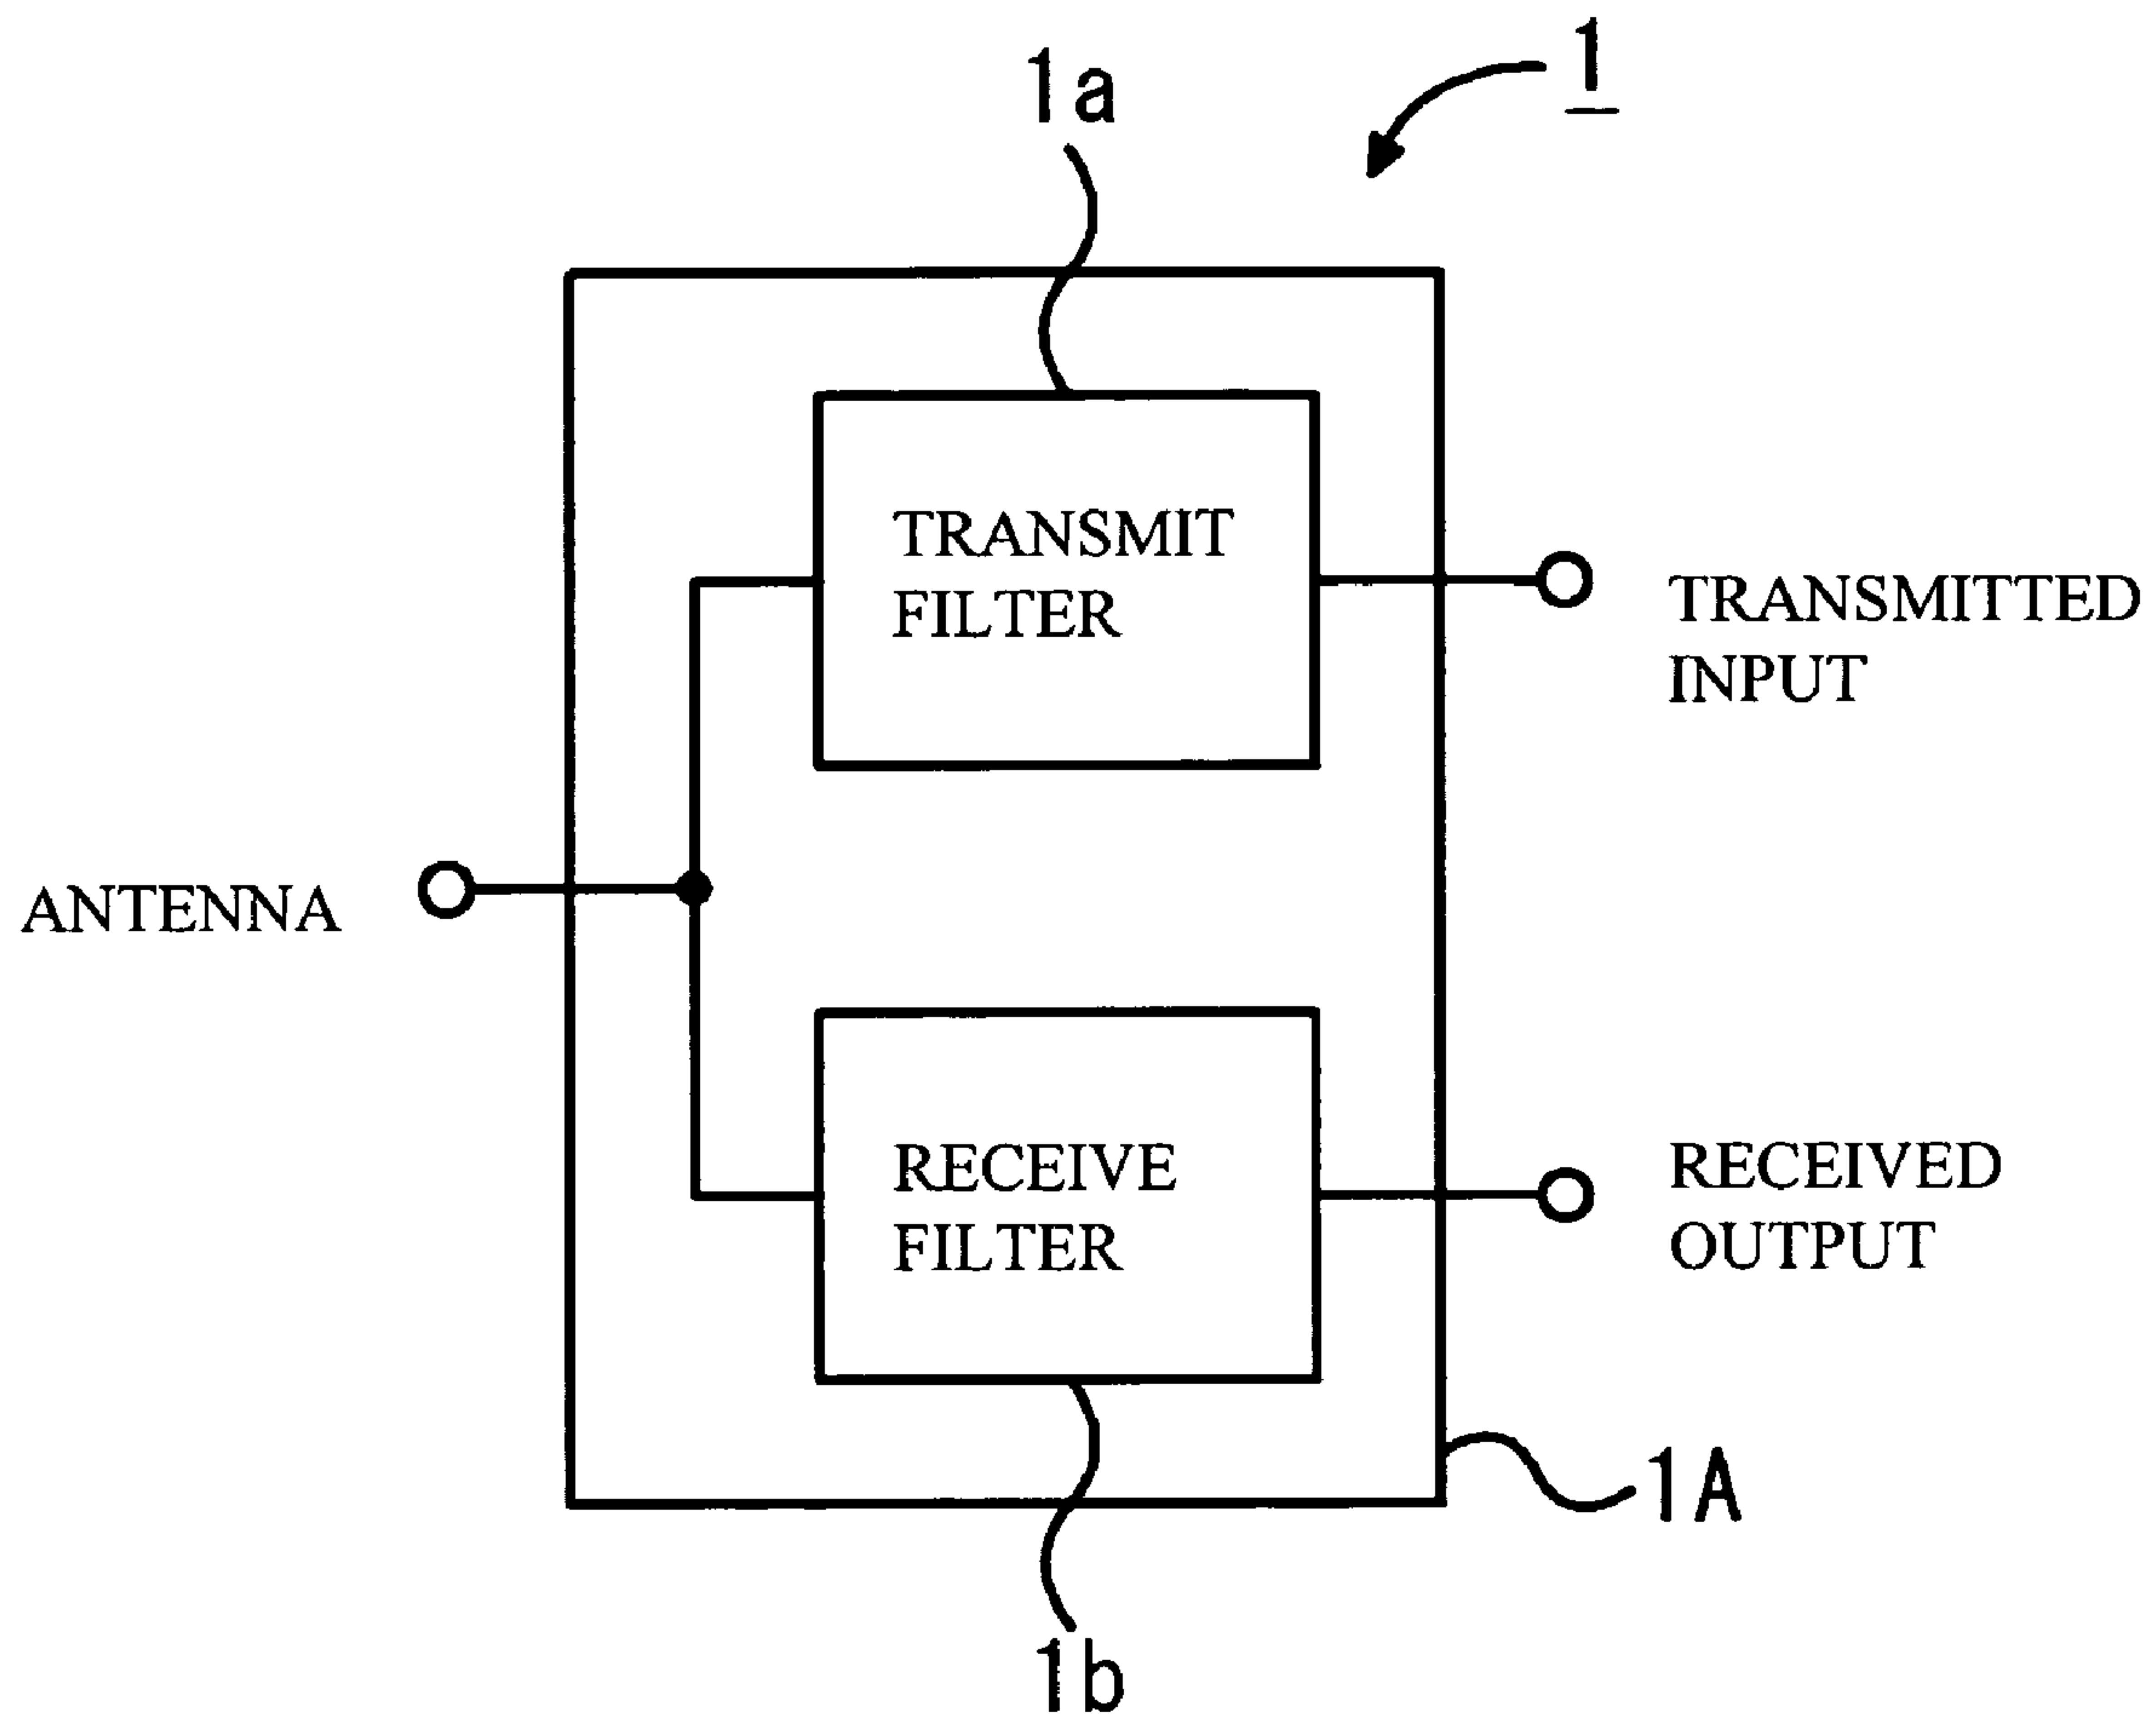 1
1a
TRANSMIT
FILTER
TRANSMITTED
INPUT
ANTENNA
RECEIVE
FILTER
RECEIVED
OUTPUT
1A
1b